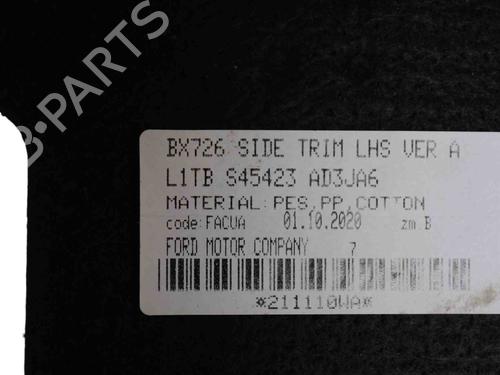 B-PARTS
BX726 SIDE TRIM LHS VER A
L1TB S45423 AD3JA6
MATERIAL:PES,PP,COTTON
code:FACUA 01.10.2020 zm B
FORD MOTOR COMPANY 7
*211110WA*